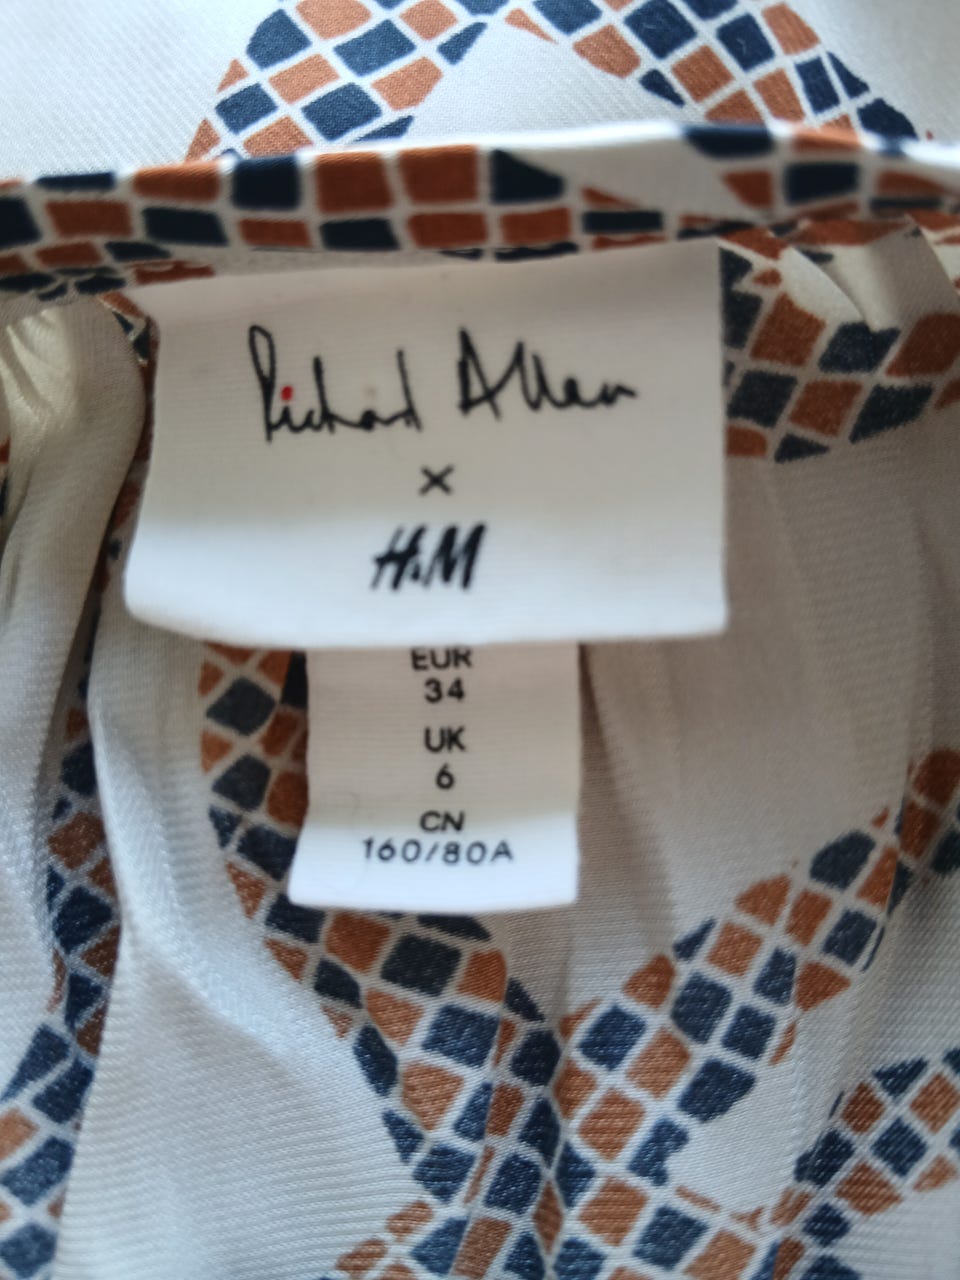 Richard Allan
×
H&M
EUR
34
UK
6
CN
160/80A